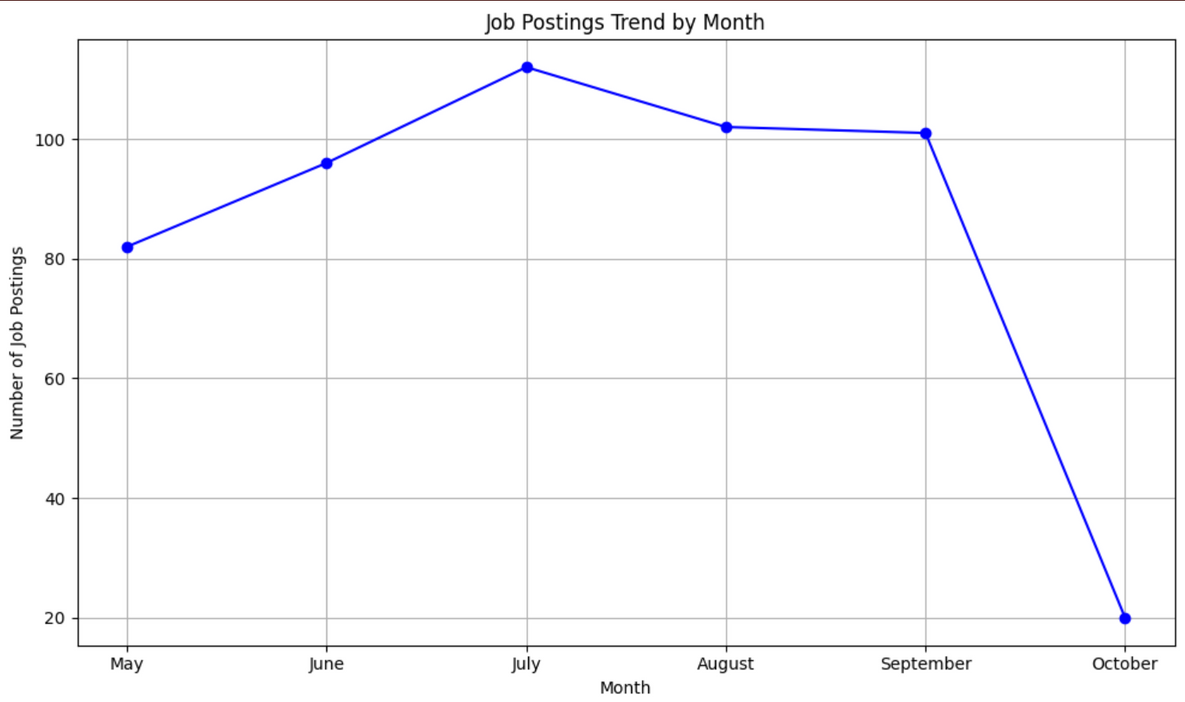 Job Postings Trend by Month
Number of Job Postings
100
80
60
40
20
May June July August September October
Month